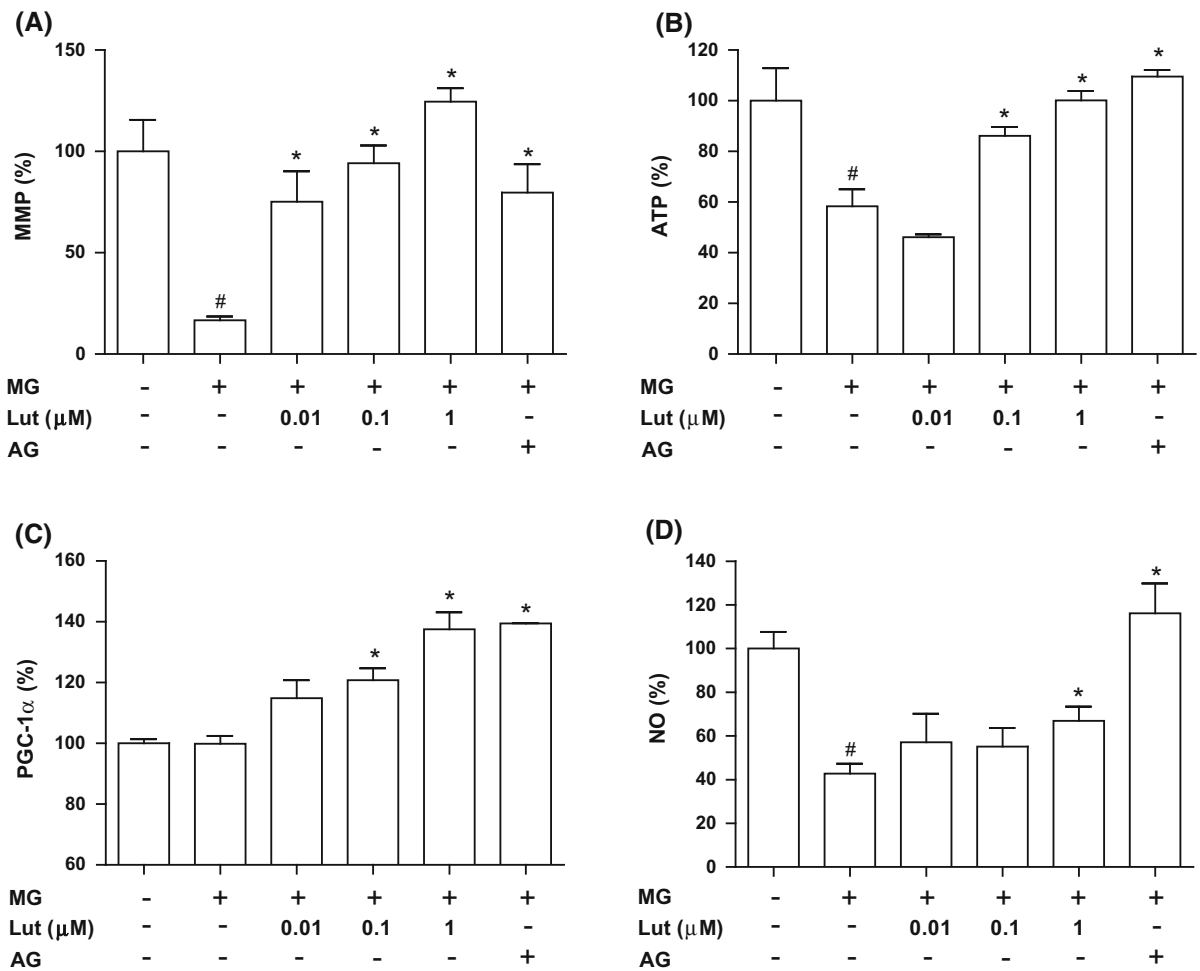 (A)
150
100
50
0
MMP (%)
#
* * * *
MG - + + + + +
Lut (μM) - - 0.01 0.1 1 -
AG - - - - - +
(B)
120
100
80
60
40
20
0
ATP (%)
#
* * *
MG - + + + + +
Lut (μM) - - 0.01 0.1 1 -
AG - - - - - +
(C)
160
140
120
100
80
60
PGC-1α (%)
* * *
MG - + + + + +
Lut (μM) - - 0.01 0.1 1 -
AG - - - - - +
(D)
140
120
100
80
60
40
20
0
NO (%)
#
* *
MG - + + + + +
Lut (μM) - - 0.01 0.1 1 -
AG - - - - - +